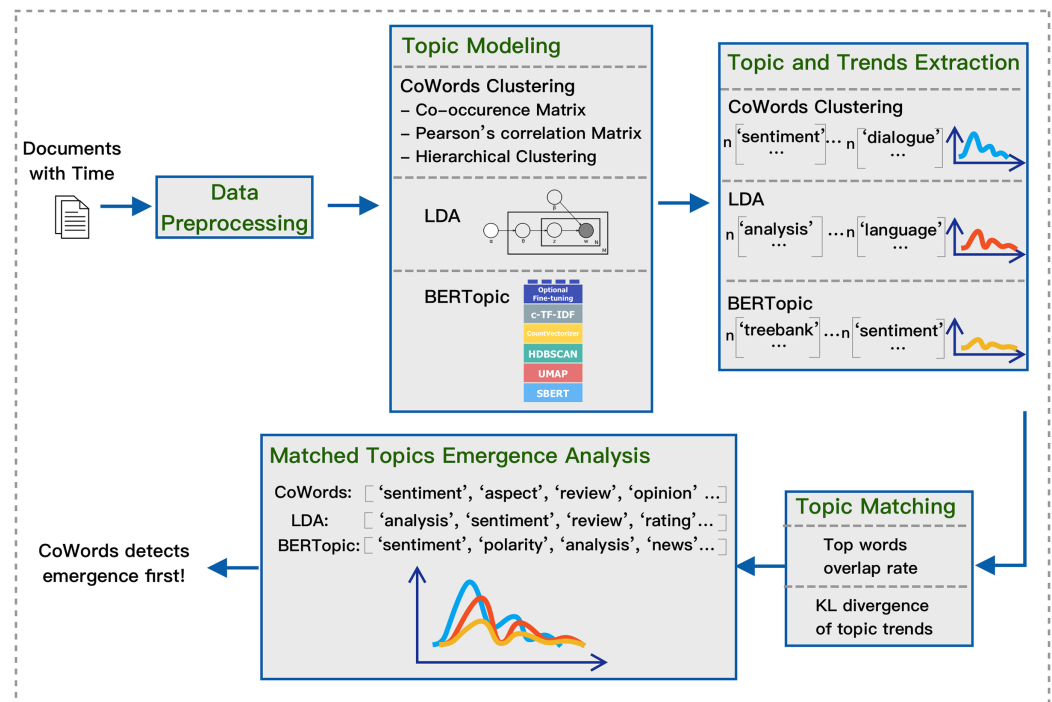 Documents
with Time
Data
Preprocessing
Topic Modeling
CoWords Clustering
– Co-occurence Matrix
– Pearson's correlation Matrix
– Hierarchical Clustering
LDA
α
θ
z
w
β
N
M
BERTopic
Optional
Fine-tuning
c-TF-IDF
CountVectorizer
HDBSCAN
UMAP
SBERT
Topic and Trends Extraction
CoWords Clustering
n ['sentiment' ...] ... n ['dialogue' ...]
LDA
n ['analysis' ...] ... n ['language' ...]
BERTopic
n ['treebank' ...] ... n ['sentiment' ...]
Topic Matching
Top words
overlap rate
KL divergence
of topic trends
Matched Topics Emergence Analysis
CoWords: ['sentiment', 'aspect', 'review', 'opinion' ...]
LDA: ['analysis', 'sentiment', 'review', 'rating'...]
BERTopic: ['sentiment', 'polarity', 'analysis', 'news'...]
CoWords detects
emergence first!